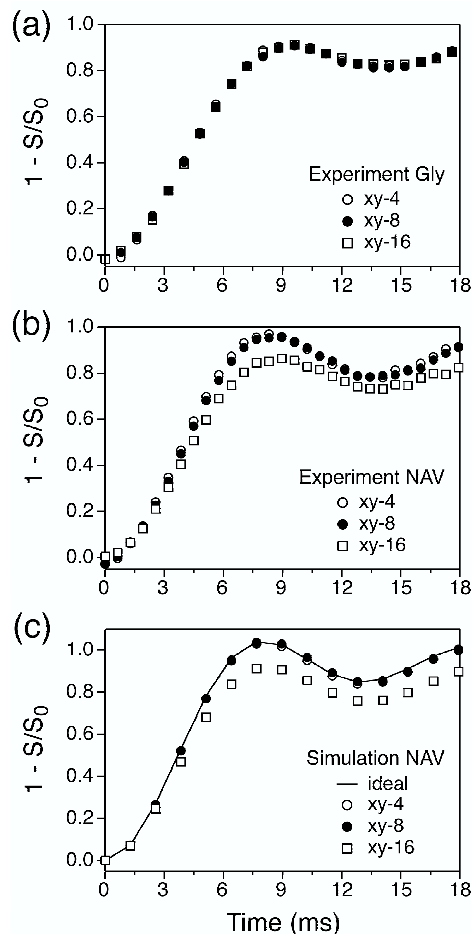 (a)
1 - S/S0
1.0
0.8
0.6
0.4
0.2
0.0
Experiment Gly
xy-4
xy-8
xy-16
0 3 6 9 12 15 18
(b)
1 - S/S0
1.0
0.8
0.6
0.4
0.2
0.0
Experiment NAV
xy-4
xy-8
xy-16
0 3 6 9 12 15 18
(c)
1 - S/S0
1.0
0.8
0.6
0.4
0.2
0.0
Simulation NAV
ideal
xy-4
xy-8
xy-16
0 3 6 9 12 15 18
Time (ms)